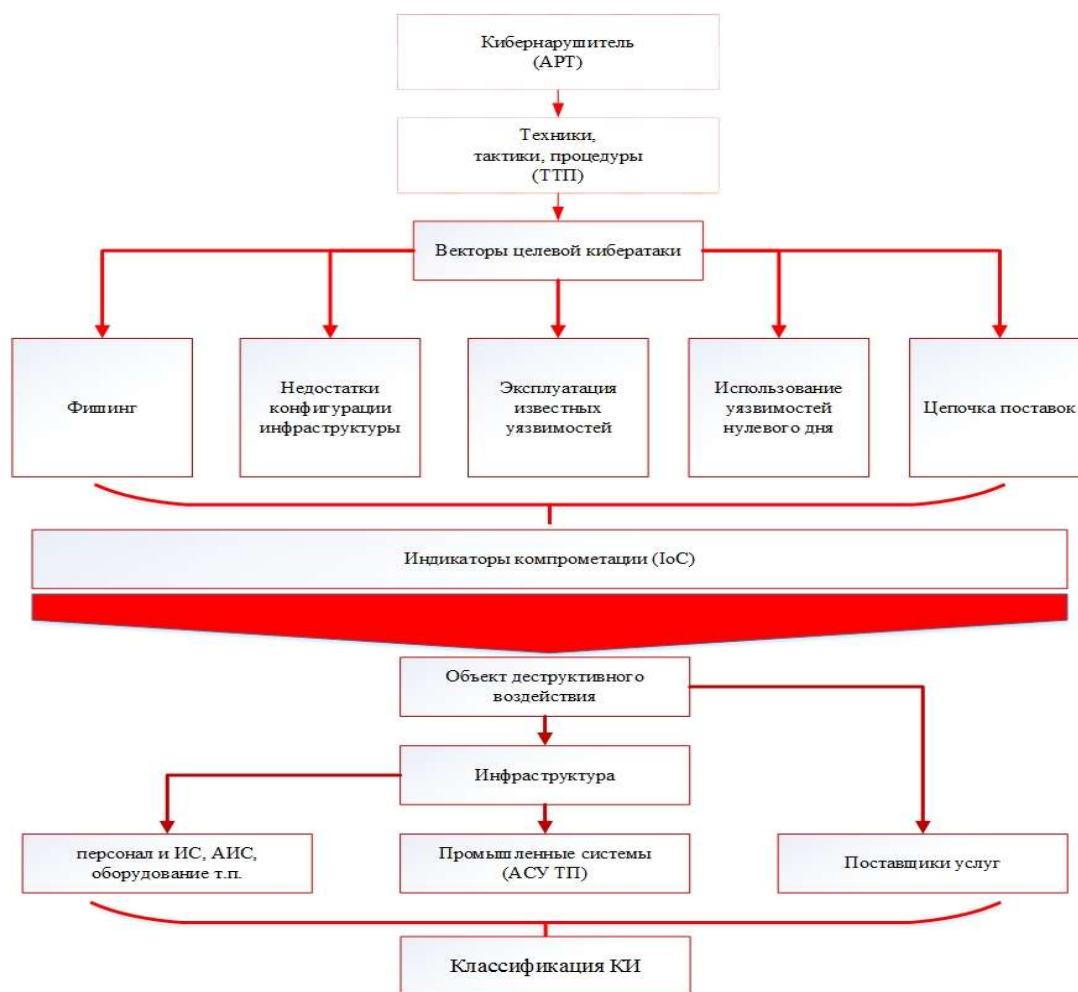 Кибернарушитель
(АРТ)
Техники,
тактики, процедуры
(ТТП)
Векторы целевой кибератаки
Фишинг
Недостатки
конфигурации
инфраструктуры
Эксплуатация
известных
уязвимостей
Использование
уязвимостей
нулевого дня
Цепочка поставок
Индикаторы компрометации (IoC)
Объект деструктивного
воздействия
Инфраструктура
персонал и ИС, АИС,
оборудование т.п.
Промышленные системы
(АСУ ТП)
Поставщики услуг
Классификация КИ